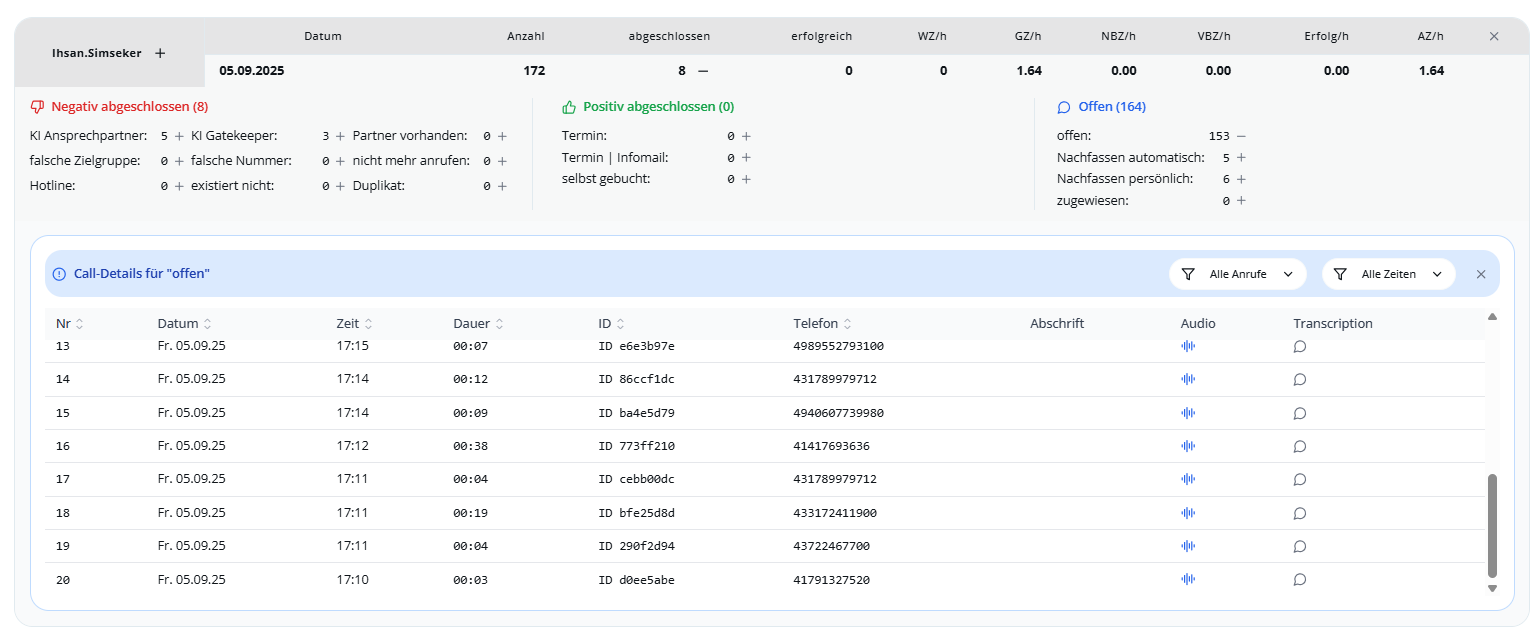 Ihsan.Simseker + Datum Anzahl abgeschlossen erfolgreich WZ/h GZ/h NBZ/h VBZ/h Erfolg/h AZ/h ×
05.09.2025 172 8 — 0 0 1.64 0.00 0.00 0.00 1.64
Negativ abgeschlossen (8)
KI Ansprechpartner: 5 + KI Gatekeeper: 3 + Partner vorhanden: 0 +
falsche Zielgruppe: 0 + falsche Nummer: 0 + nicht mehr anrufen: 0 +
Hotline: 0 + existiert nicht: 0 + Duplikat: 0 +
Positiv abgeschlossen (0)
Termin: 0 +
Termin | Infomail: 0 +
selbst gebucht: 0 +
Offen (164)
offen: 153 —
Nachfassen automatisch: 5 +
Nachfassen persönlich: 6 +
zugewiesen: 0 +
Call-Details für "offen" Alle Anrufe Alle Zeiten ×
Nr Datum Zeit Dauer ID Telefon Abschrift Audio Transcription
13 Fr. 05.09.25 17:15 00:07 ID e6e3b97e 4989552793100
14 Fr. 05.09.25 17:14 00:12 ID 86ccf1dc 431789979712
15 Fr. 05.09.25 17:14 00:09 ID ba4e5d79 4940607739980
16 Fr. 05.09.25 17:12 00:38 ID 773ff210 41417693636
17 Fr. 05.09.25 17:11 00:04 ID cebb00dc 431789979712
18 Fr. 05.09.25 17:11 00:19 ID bfe25d8d 433172411900
19 Fr. 05.09.25 17:11 00:04 ID 290f2d94 43722467700
20 Fr. 05.09.25 17:10 00:03 ID d0ee5abe 41791327520